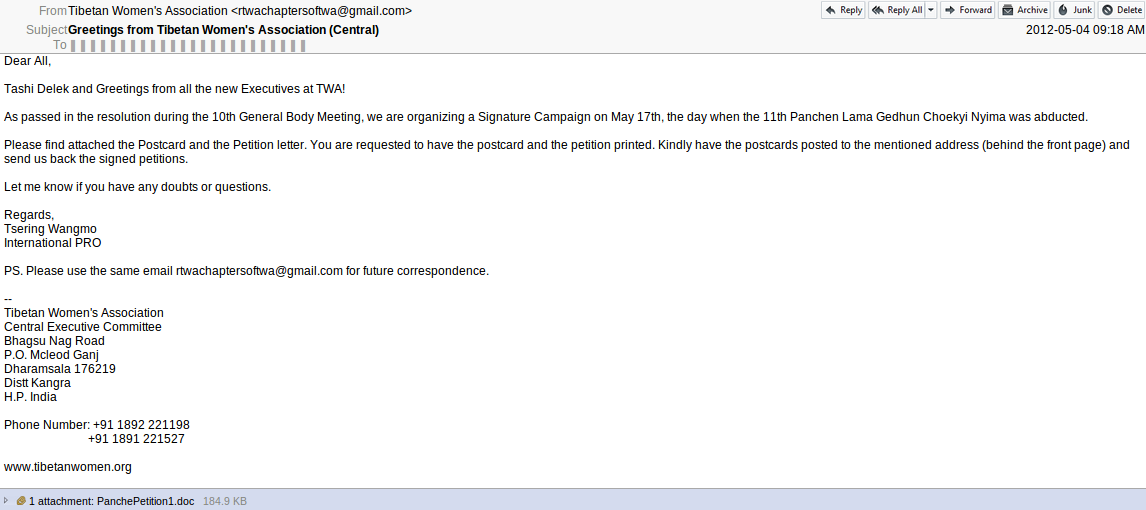 From Tibetan Women's Association <rtwachaptersoftwa@gmail.com>
Reply Reply All Forward Archive Junk Delete
Subject Greetings from Tibetan Women's Association (Central) 2012-05-04 09:18 AM
To
Dear All,
Tashi Delek and Greetings from all the new Executives at TWA!
As passed in the resolution during the 10th General Body Meeting, we are organizing a Signature Campaign on May 17th, the day when the 11th Panchen Lama Gedhun Choekyi Nyima was abducted.
Please find attached the Postcard and the Petition letter. You are requested to have the postcard and the petition printed. Kindly have the postcards posted to the mentioned address (behind the front page) and
send us back the signed petitions.
Let me know if you have any doubts or questions.
Regards,
Tsering Wangmo
International PRO
PS. Please use the same email rtwachaptersoftwa@gmail.com for future correspondence.
--
Tibetan Women's Association
Central Executive Committee
Bhagsu Nag Road
P.O. Mcleod Ganj
Dharamsala 176219
Distt Kangra
H.P. India
Phone Number: +91 1892 221198
+91 1891 221527
www.tibetanwomen.org
1 attachment: PanchePetition1.doc 184.9 KB